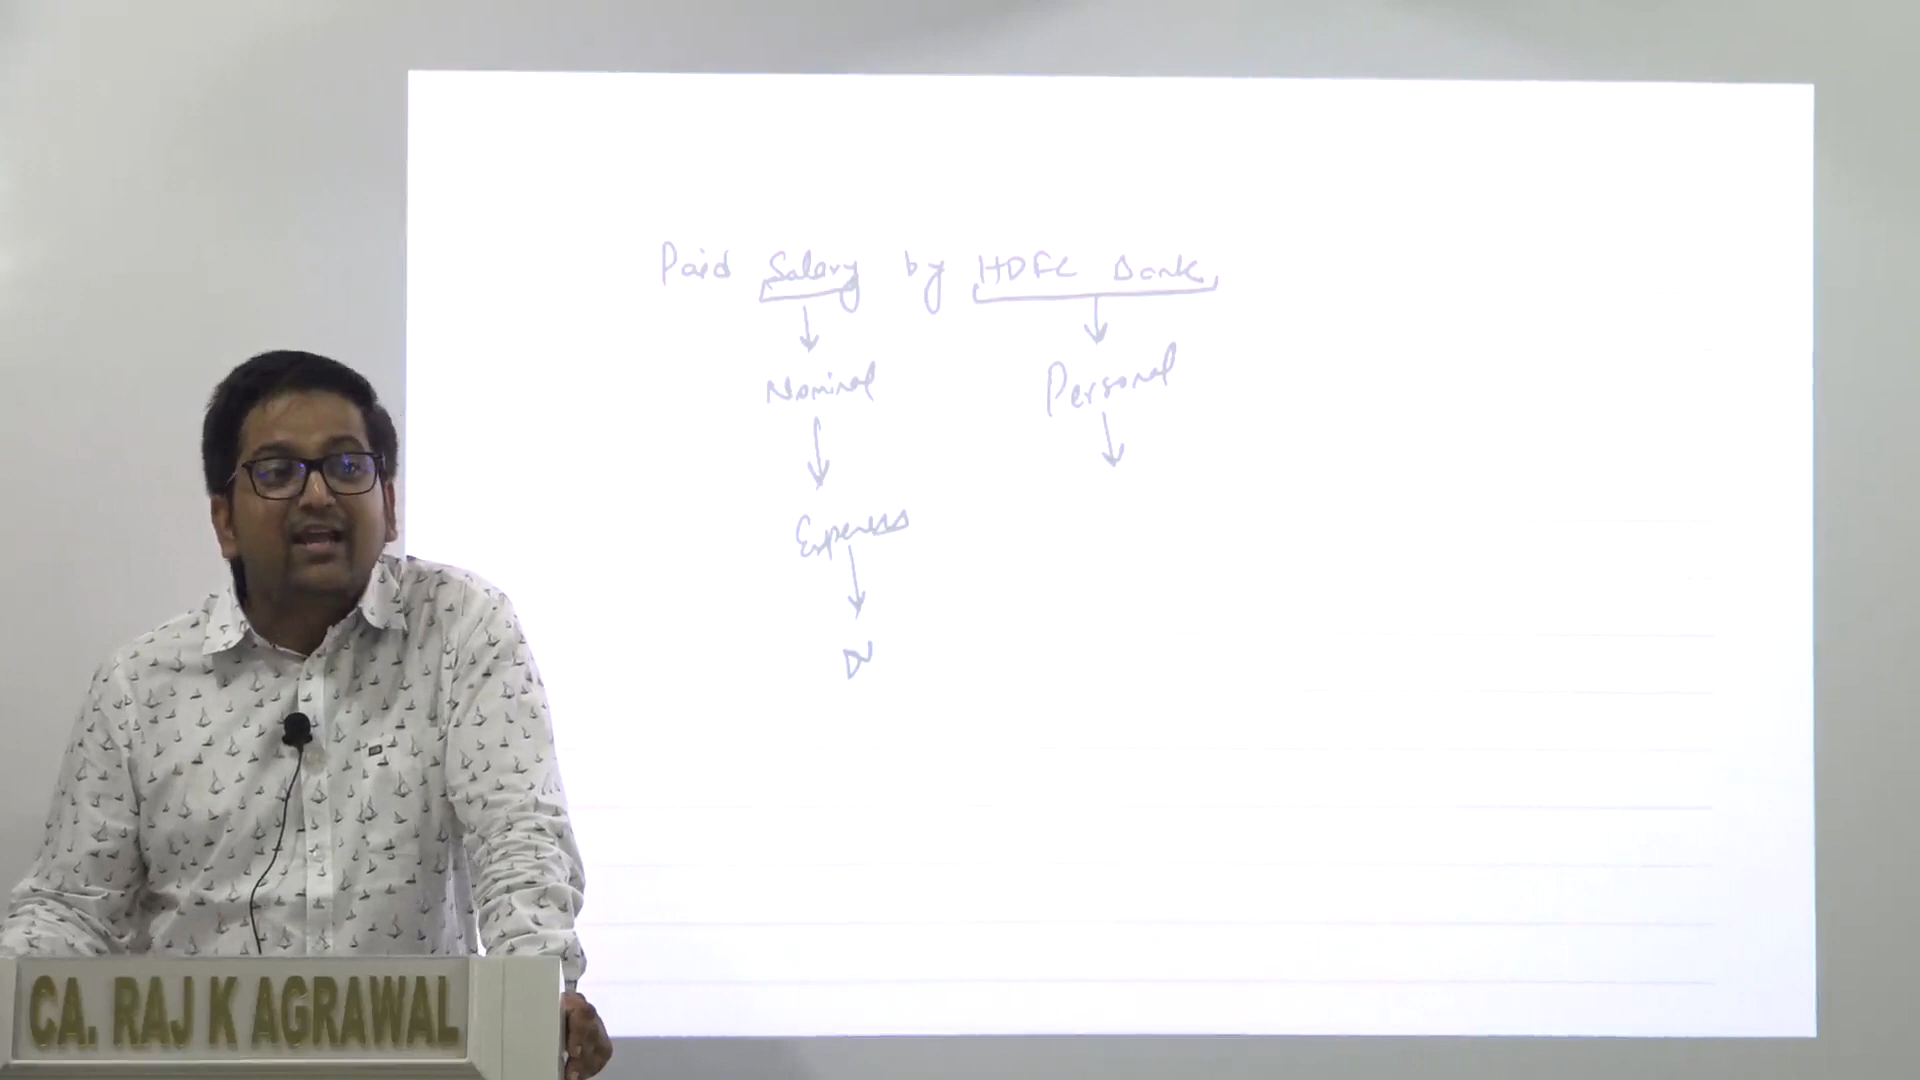 Paid Salary by HDFC Bank
Nominal Personal
Expenses
Dr
CA. RAJ K AGRAWAL